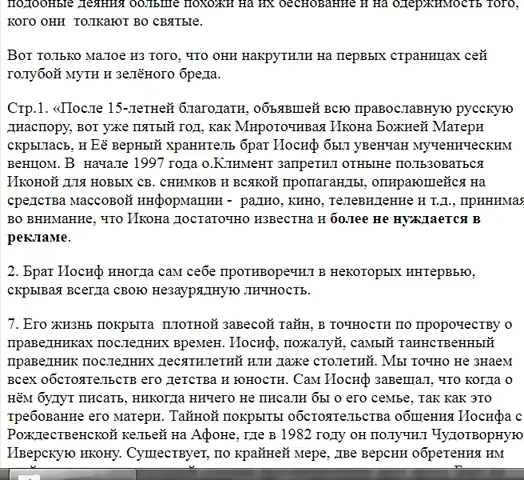 подобные деяния больше похожи на их беснование и на одержимость того,
кого они толкают во святые.
Вот только малое из того, что они накрутили на первых страницах сей
голубой мути и зелёного бреда.
Стр.1. «После 15-летней благодати, объявшей всю православную русскую
диаспору, вот уже пятый год, как Мироточивая Икона Божией Матери
скрылась, и Её верный хранитель брат Иосиф был увенчан мученическим
венцом. В начале 1997 года о.Климент запретил отныне пользоваться
Иконой для новых св. снимков и всякой пропаганды, опирающейся на
средства массовой информации - радио, кино, телевидение и т.д., принимая
во внимание, что Икона достаточно известна и более не нуждается в
рекламе.
2. Брат Иосиф иногда сам себе противоречил в некоторых интервью,
скрывая всегда свою незаурядную личность.
7. Его жизнь покрыта плотной завесой тайн, в точности по пророчеству о
праведниках последних времен. Иосиф, пожалуй, самый таинственный
праведник последних десятилетий или даже столетий. Мы точно не знаем
всех обстоятельств его детства и юности. Сам Иосиф завещал, что когда о
нём будут писать, никогда ничего не писали бы о его семье, так как это
требование его матери. Тайной покрыты обстоятельства общения Иосифа с
Рождественской кельей на Афоне, где в 1982 году он получил Чудотворную
Иверскую икону. Существует, по крайней мере, две версии обретения им